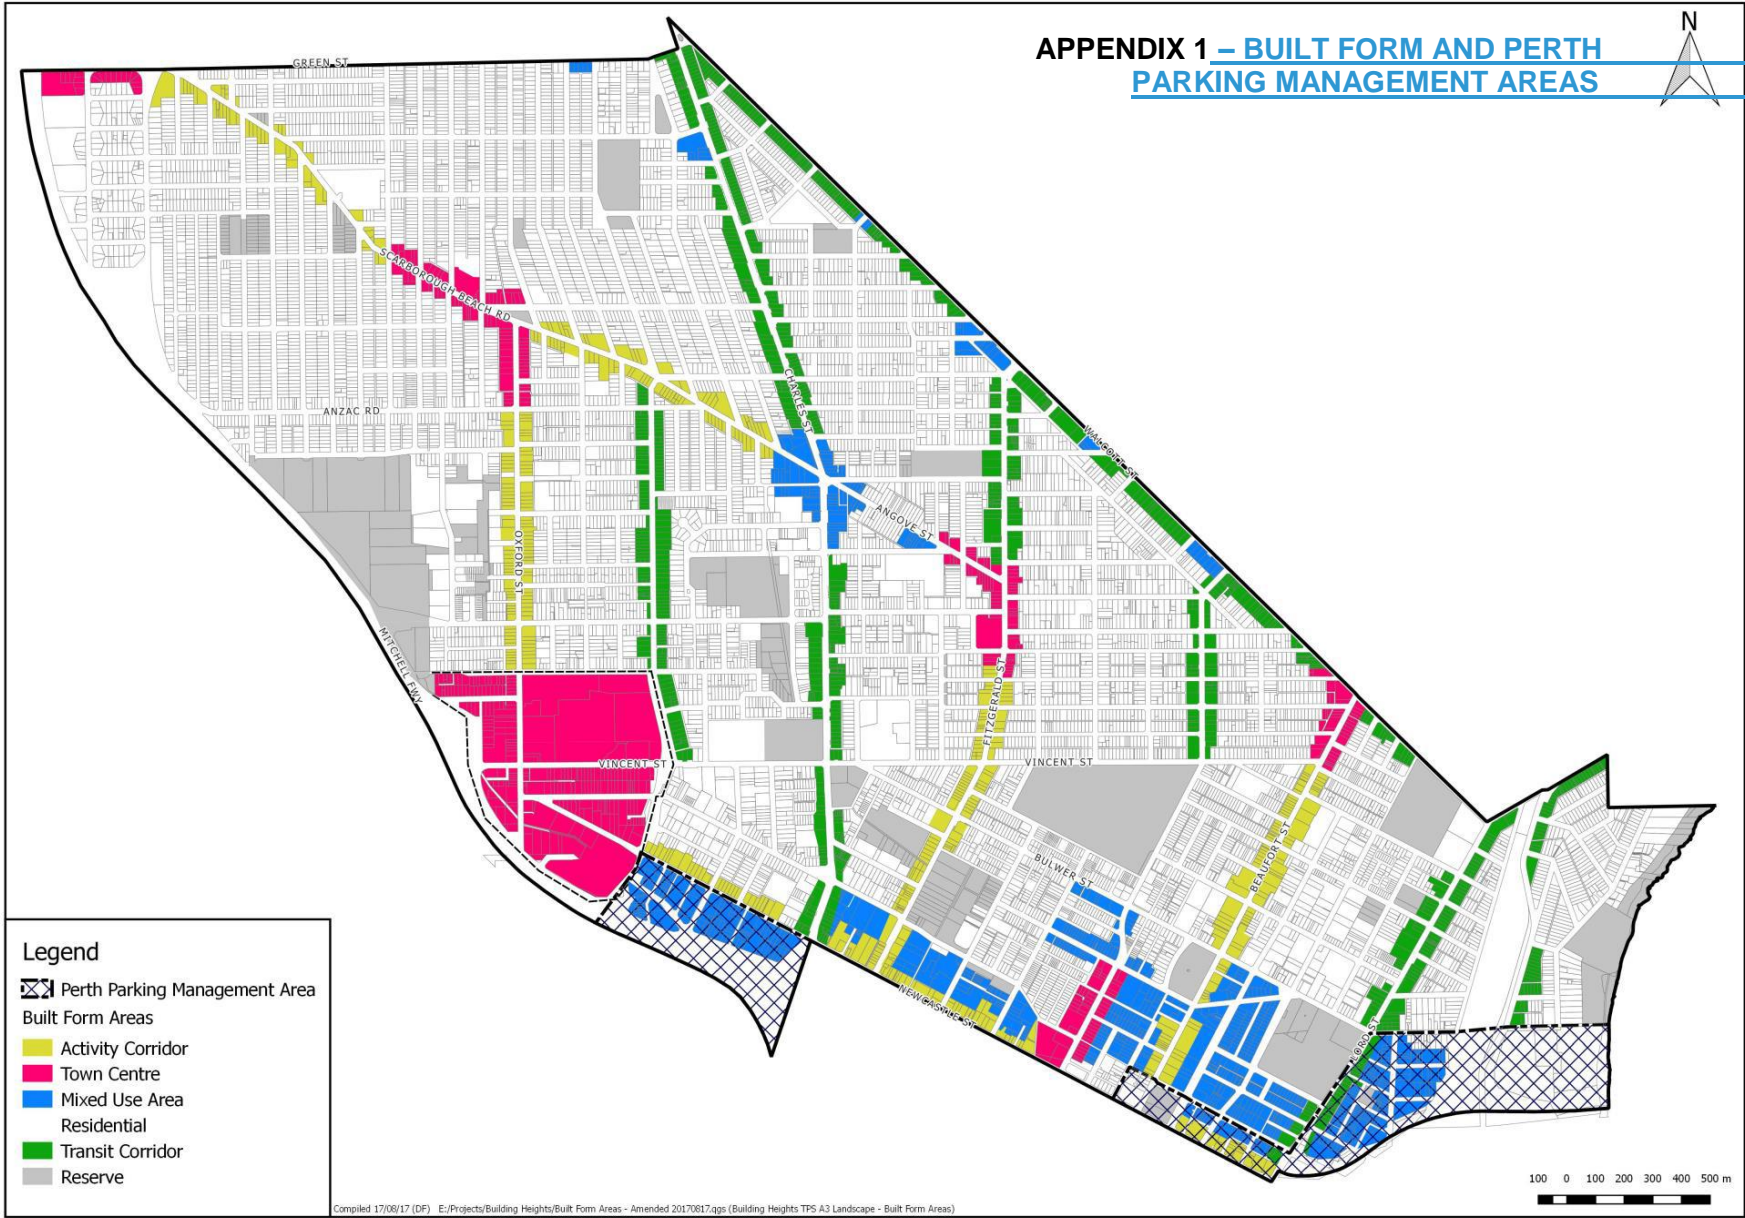 APPENDIX 1 – BUILT FORM AND PERTH
PARKING MANAGEMENT AREAS
N
GREEN ST
SCARBOROUGH BEACH RD
CHARLES ST
ANZAC RD
WALCOTT ST
ANGOVE ST
OXFORD ST
MITCHELL FWY
FITZGERALD ST
VINCENT ST
VINCENT ST
BULWER ST
BEAUFORT ST
NEWCASTLE ST
LORD ST
Legend
Perth Parking Management Area
Built Form Areas
Activity Corridor
Town Centre
Mixed Use Area
Residential
Transit Corridor
Reserve
100 0 100 200 300 400 500 m
Compiled 17/08/17 (DF) E:/Projects/Building Heights/Built Form Areas - Amended 20170817.qgs (Building Heights TPS A3 Landscape - Built Form Areas)